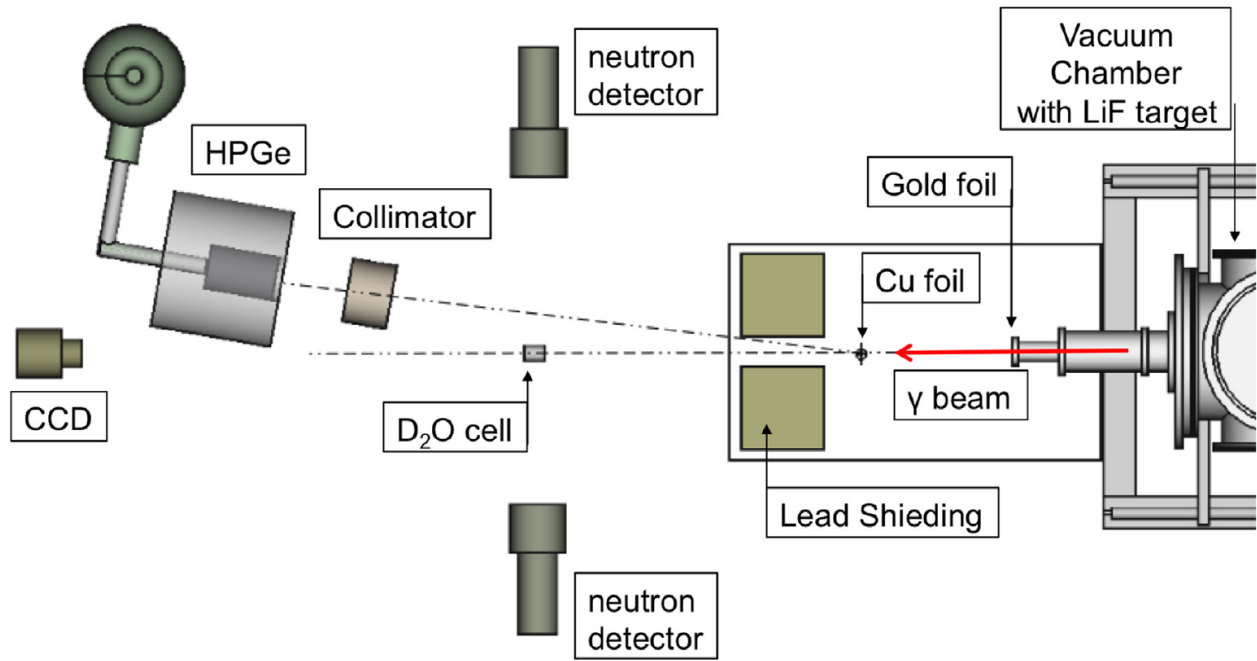 neutron
detector
Vacuum
Chamber
with LiF target
HPGe
Collimator
Gold foil
Cu foil
γ beam
CCD
D₂O cell
Lead Shieding
neutron
detector